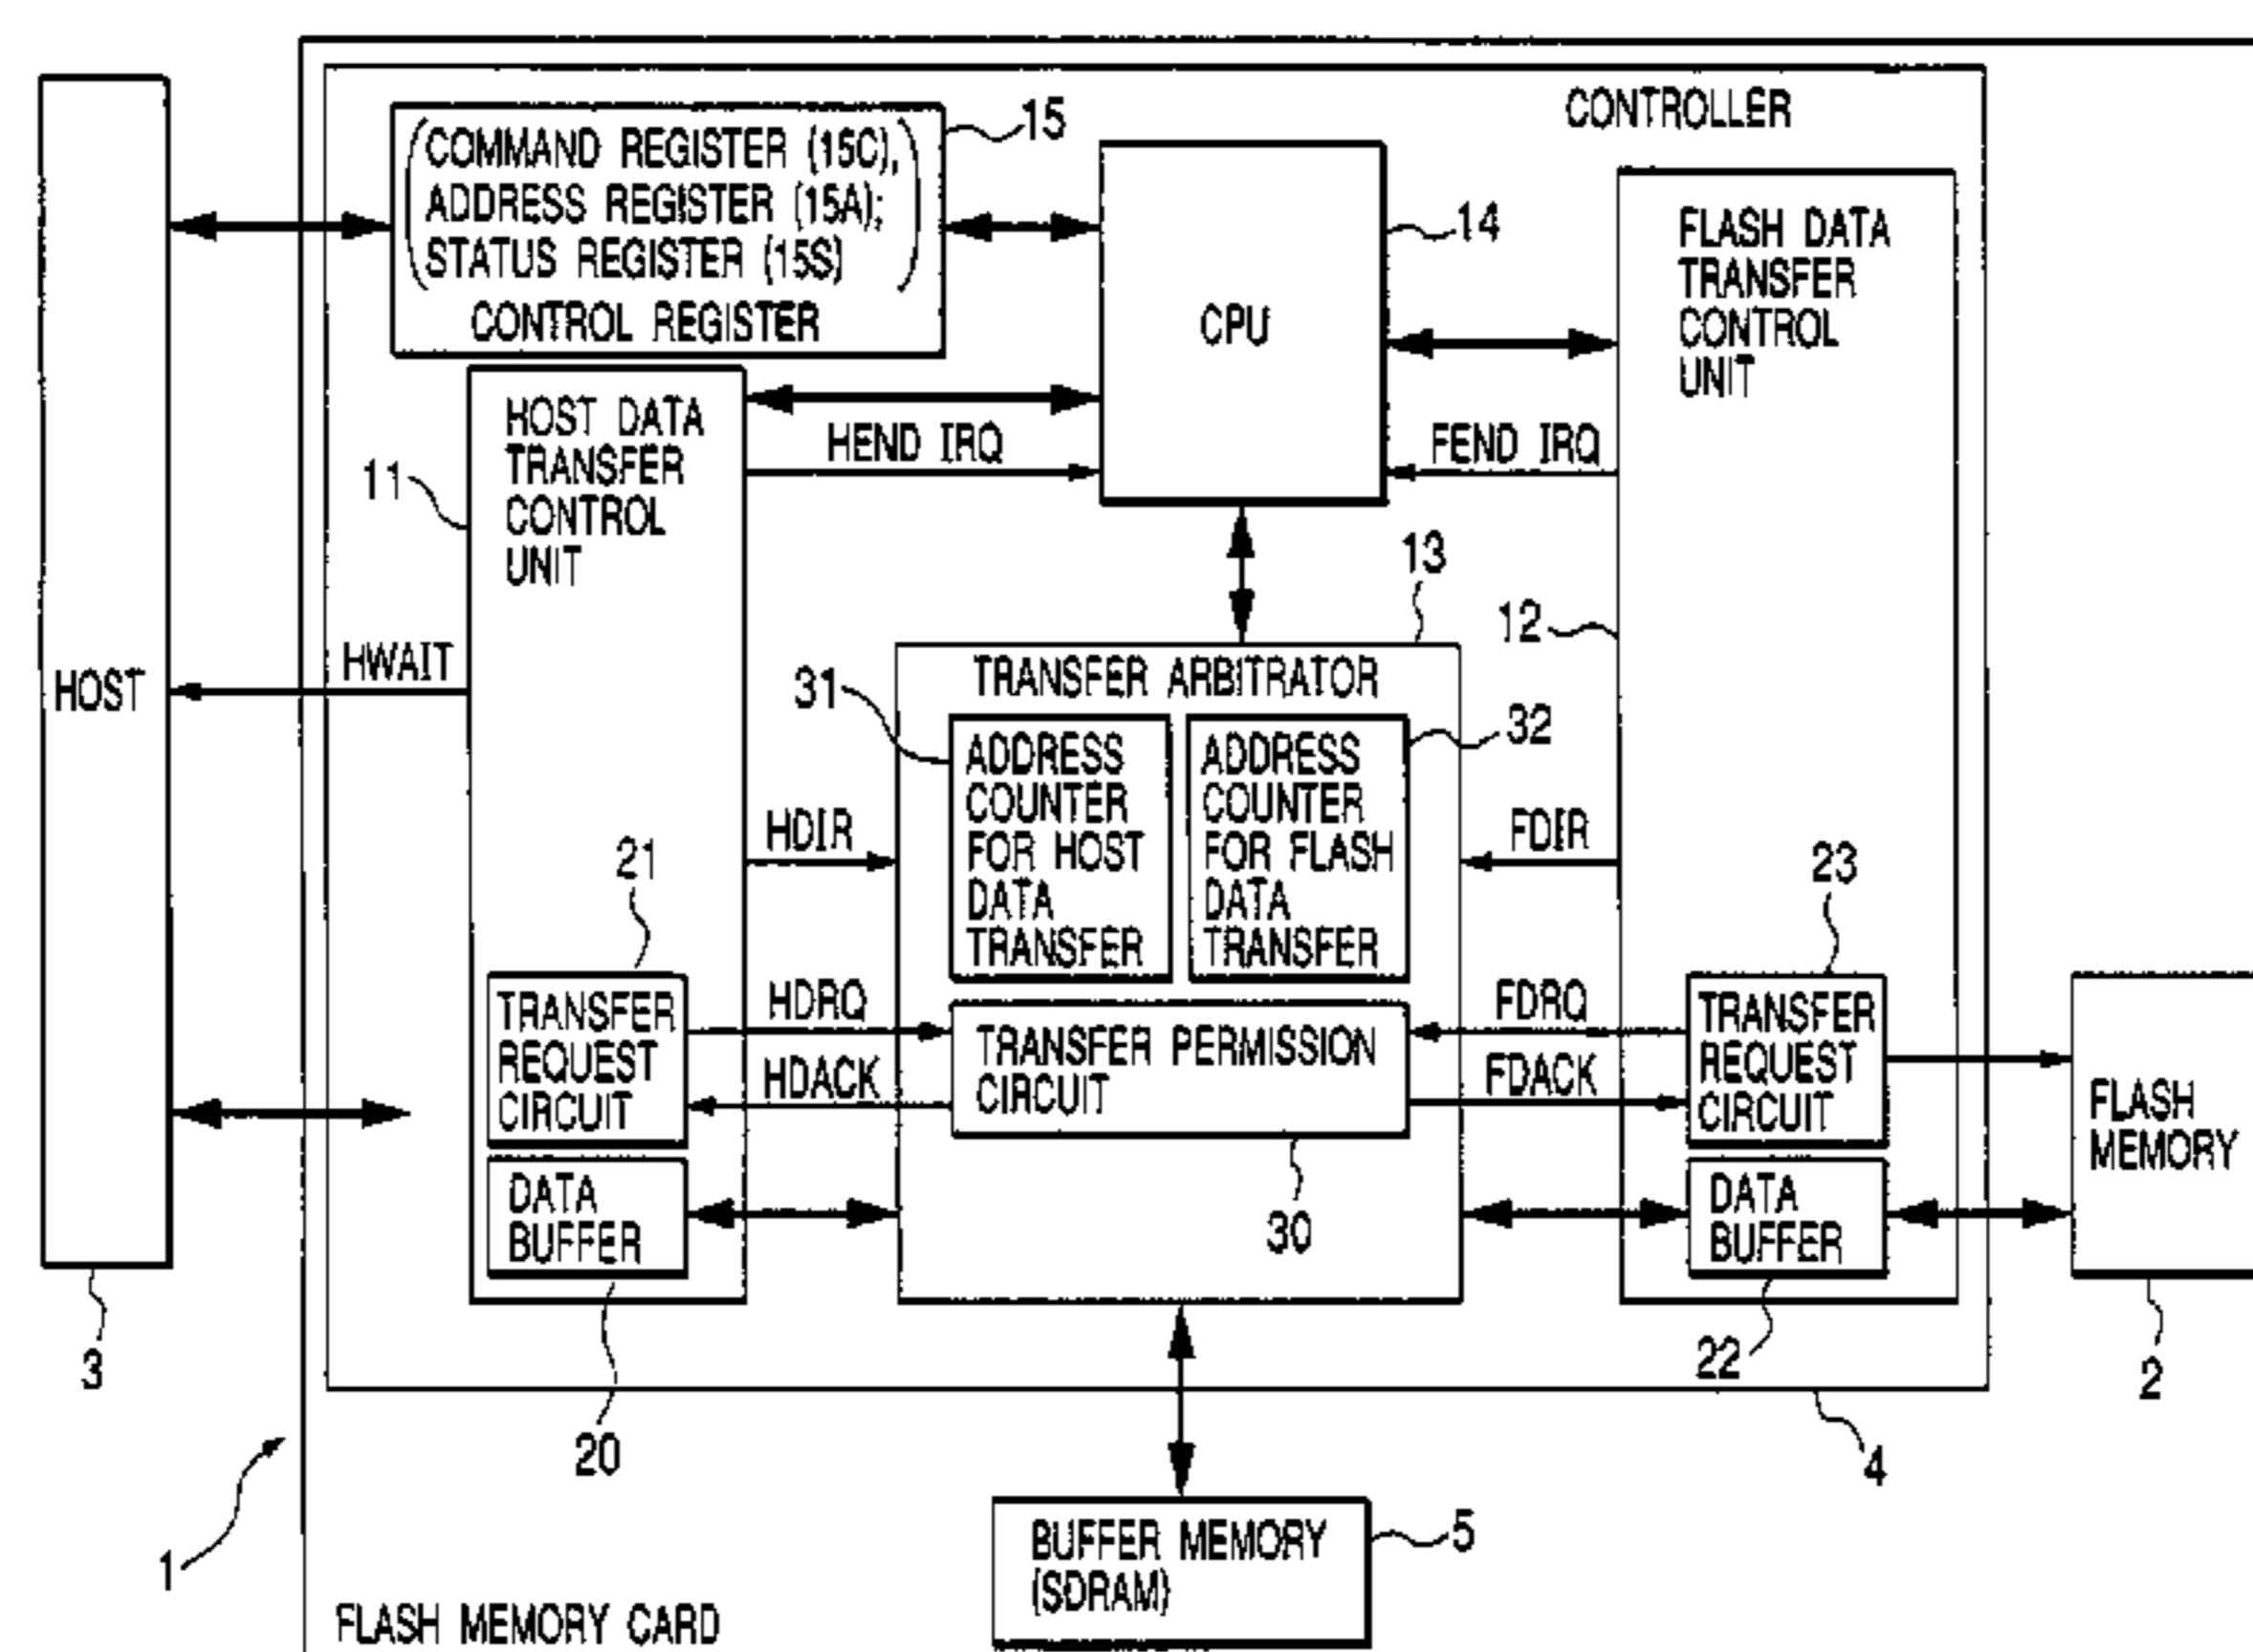 CONTROLLER
15
(COMMAND REGISTER (15C),
ADDRESS REGISTER (15A);
STATUS REGISTER (15S))
CONTROL REGISTER
CPU
14
FLASH DATA
TRANSFER
CONTROL
UNIT
HOST DATA
TRANSFER
CONTROL
UNIT
11
HEND IRQ
FEND IRQ
13
12
HOST
HWAIT
TRANSFER ARBITRATOR
31
32
ADDRESS
COUNTER
FOR HOST
DATA
TRANSFER
ADDRESS
COUNTER
FOR FLASH
DATA
TRANSFER
HDIR
FDIR
21
23
TRANSFER
REQUEST
CIRCUIT
HDRQ
HDACK
TRANSFER PERMISSION
CIRCUIT
FDRQ
FDACK
TRANSFER
REQUEST
CIRCUIT
FLASH
MEMORY
DATA
BUFFER
30
DATA
BUFFER
3
20
22
2
4
1
BUFFER MEMORY
(SDRAM)
5
FLASH MEMORY CARD